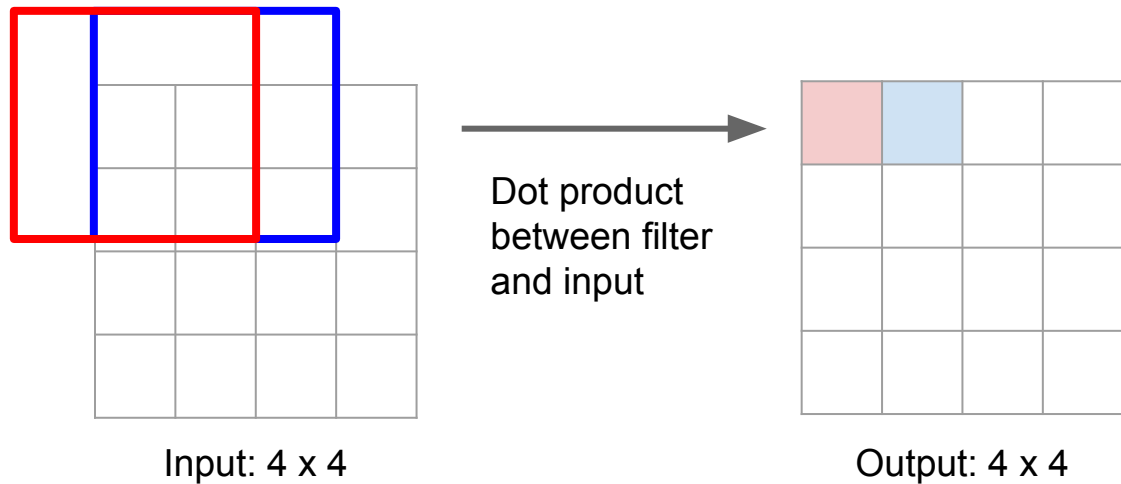 Dot product
between filter
and input
Input: 4 x 4
Output: 4 x 4